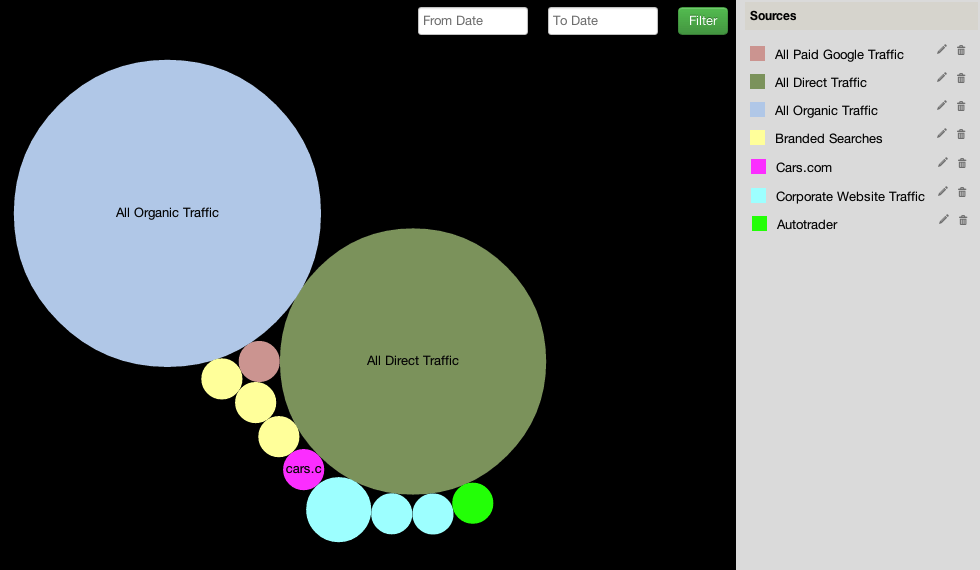 From Date
To Date
Filter
Sources
All Paid Google Traffic
All Direct Traffic
All Organic Traffic
Branded Searches
Cars.com
Corporate Website Traffic
Autotrader
All Organic Traffic
All Direct Traffic
cars.c